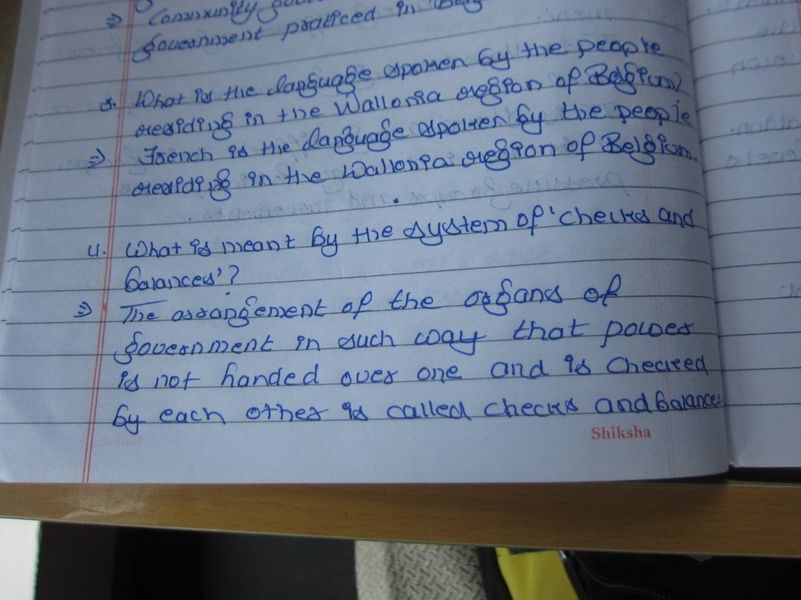 ⇒ Community gov
government praticed in Belg
3. What is the language spoken by the people
residing in the Wallonia region of Belgium?
⇒ French is the language spoken by the people
residing in the Wallonia region of Belgium.
4. What is meant by the system of 'checks and
balances'?
⇒ The arrangement of the organs of
government in such way that power
is not handed over one and is checked
by each other is called checks and balances
Shiksha